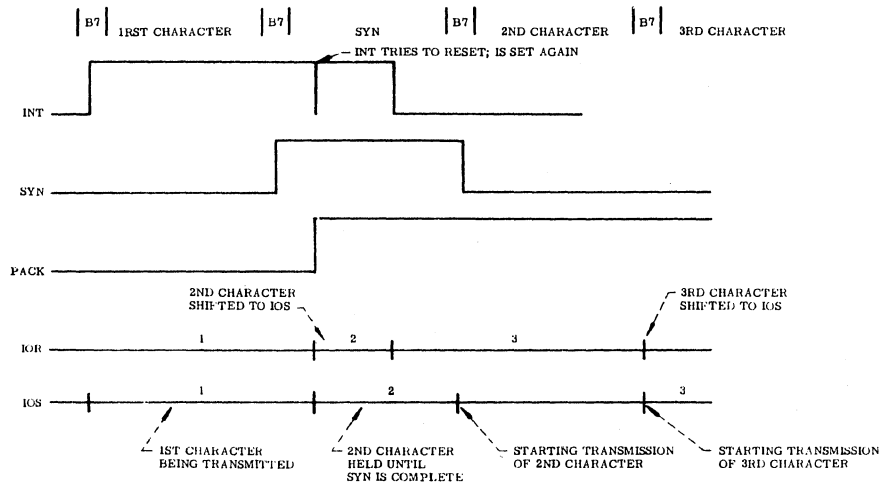 B7
1RST CHARACTER
B7
SYN
B7
2ND CHARACTER
B7
3RD CHARACTER
INT TRIES TO RESET; IS SET AGAIN
INT
SYN
PACK
2ND CHARACTER
SHIFTED TO IOS
3RD CHARACTER
SHIFTED TO IOS
IOR
1
2
3
IOS
1
2
3
1ST CHARACTER
BEING TRANSMITTED
2ND CHARACTER
HELD UNTIL
SYN IS COMPLETE
STARTING TRANSMISSION
OF 2ND CHARACTER
STARTING TRANSMISSION
OF 3RD CHARACTER